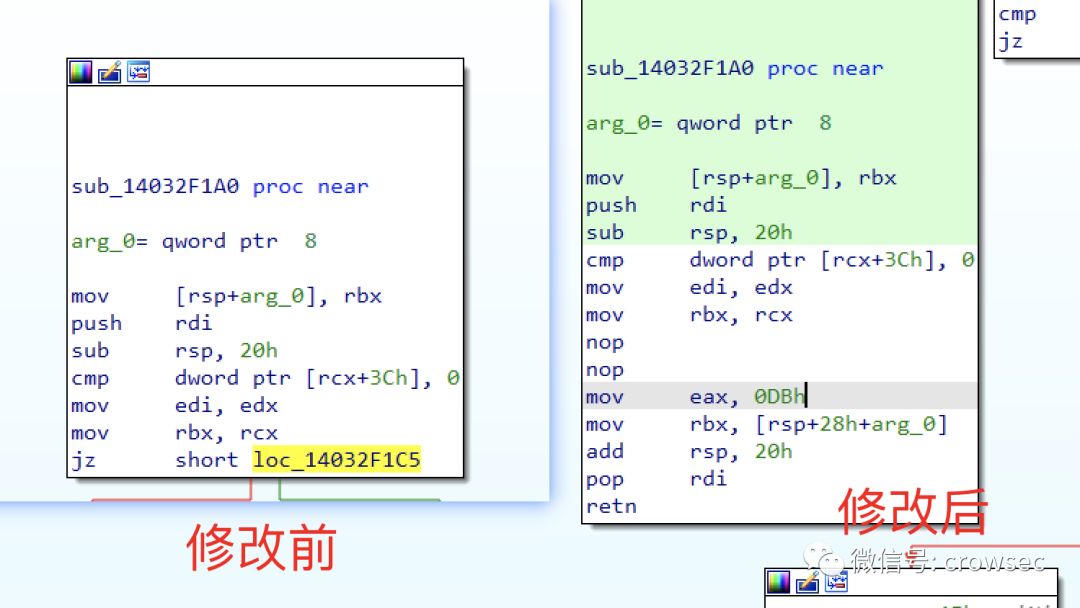 sub_14032F1A0 proc near
arg_0= qword ptr  8
mov     [rsp+arg_0], rbx
push    rdi
sub     rsp, 20h
cmp     dword ptr [rcx+3Ch], 0
mov     edi, edx
mov     rbx, rcx
jz      short loc_14032F1C5
修改前
sub_14032F1A0 proc near
arg_0= qword ptr  8
mov     [rsp+arg_0], rbx
push    rdi
sub     rsp, 20h
cmp     dword ptr [rcx+3Ch], 0
mov     edi, edx
mov     rbx, rcx
nop
nop
mov     eax, 0DBh
mov     rbx, [rsp+28h+arg_0]
add     rsp, 20h
pop     rdi
retn
修改后
cmp
jz
微信号: crowsec